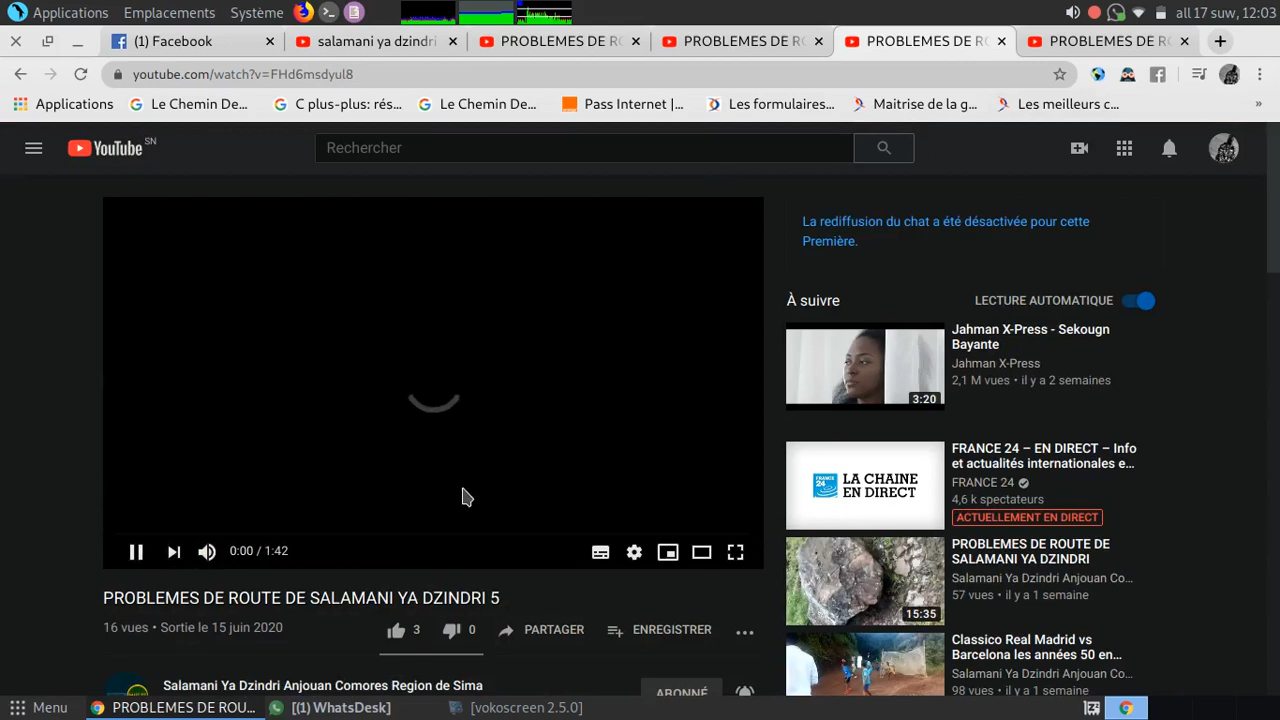 Applications Emplacements Système all 17 suw, 12:03
(1) Facebook salamani ya dzindri PROBLEMES DE RO PROBLEMES DE RO PROBLEMES DE RO PROBLEMES DE RO
youtube.com/watch?v=FHd6msdyul8
Applications Le Chemin De... C plus-plus: rés... Le Chemin De... Pass Internet |... Les formulaires... Maitrise de la g... Les meilleurs c... »
YouTube SN
Rechercher
La rediffusion du chat a été désactivée pour cette
Première.
À suivre LECTURE AUTOMATIQUE
Jahman X-Press - Sekougn
Bayante
Jahman X-Press
2,1 M vues • il y a 2 semaines
3:20
FRANCE 24 – EN DIRECT – Info
et actualités internationales e...
FRANCE 24
4,6 k spectateurs
ACTUELLEMENT EN DIRECT
FRANCE 24
LA CHAINE
EN DIRECT
PROBLEMES DE ROUTE DE
SALAMANI YA DZINDRI
Salamani Ya Dzindri Anjouan Co...
57 vues • il y a 1 semaine
15:35
Classico Real Madrid vs
Barcelona les années 50 en...
Salamani Ya Dzindri Anjouan Co...
98 vues • il y a 1 semaine
0:00 / 1:42
PROBLEMES DE ROUTE DE SALAMANI YA DZINDRI 5
16 vues • Sortie le 15 juin 2020
3 0 PARTAGER ENREGISTRER ...
Salamani Ya Dzindri Anjouan Comores Region de Sima
ABONNÉ
Menu PROBLEMES DE ROU... [(1) WhatsDesk] [vokoscreen 2.5.0]